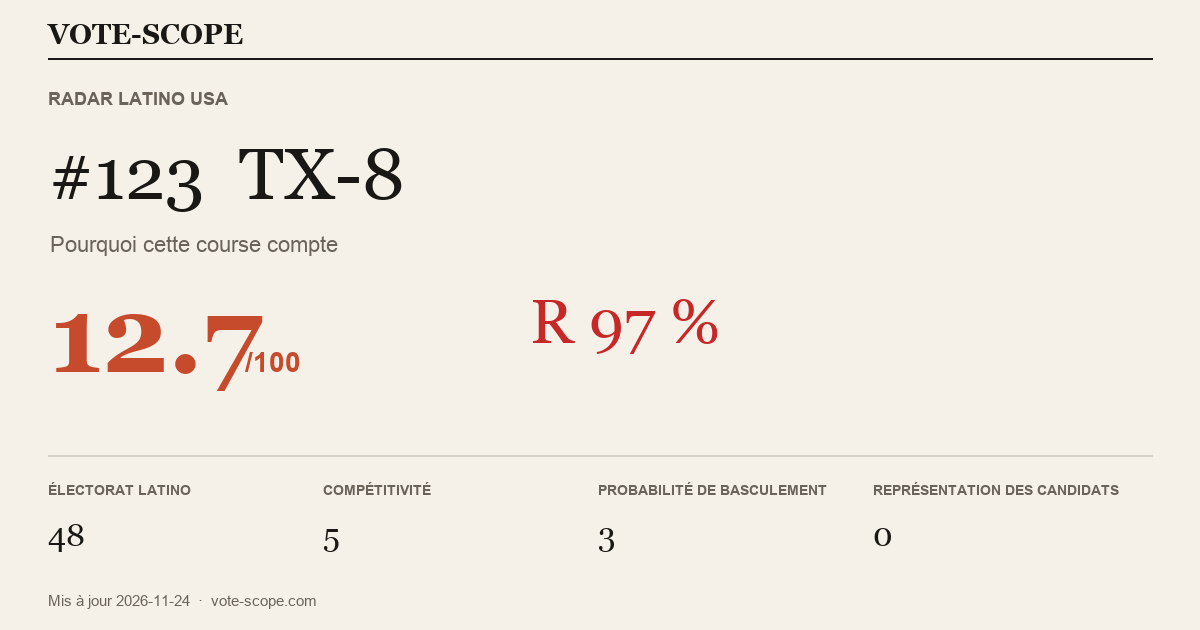 VOTE-SCOPE
RADAR LATINO USA
#123 TX-8
Pourquoi cette course compte
12.7/100
R 97 %
ÉLECTORAT LATINO
48
COMPÉTITIVITÉ
5
PROBABILITÉ DE BASCULEMENT
3
REPRÉSENTATION DES CANDIDATS
0
Mis à jour 2026-11-24 · vote-scope.com